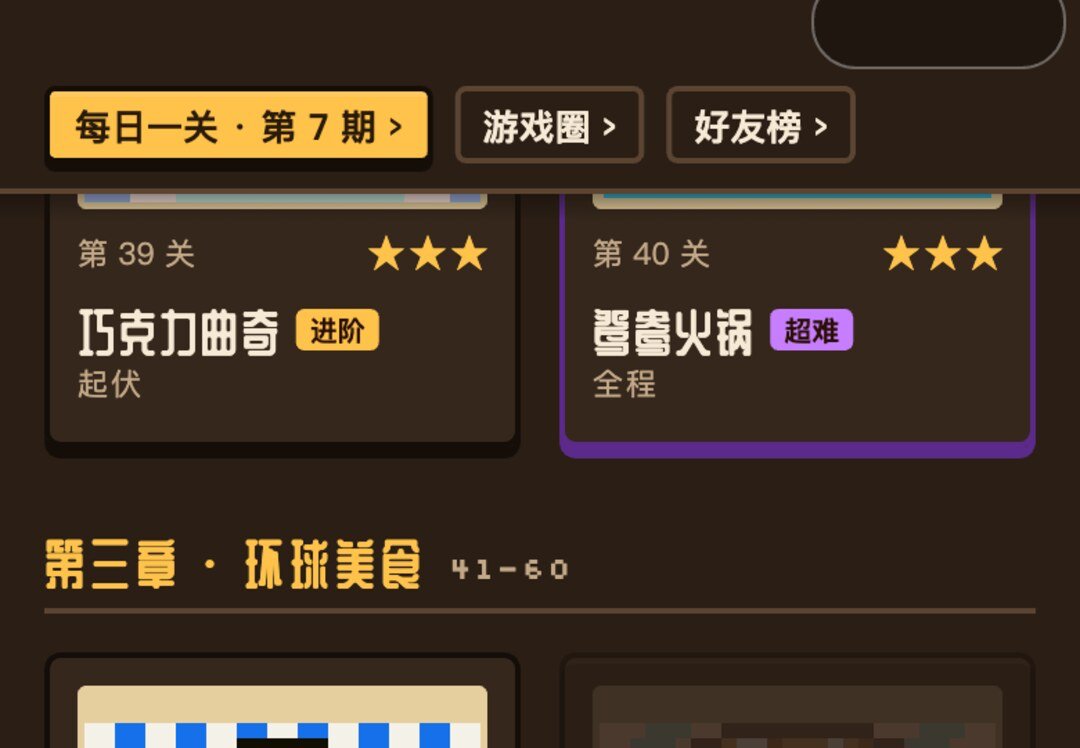 每日一关 · 第 7 期 › 游戏圈 › 好友榜 ›
第 39 关
巧克力曲奇 进阶
起伏
第 40 关
鸳鸯火锅 超难
全程
第三章 · 环球美食 41-60